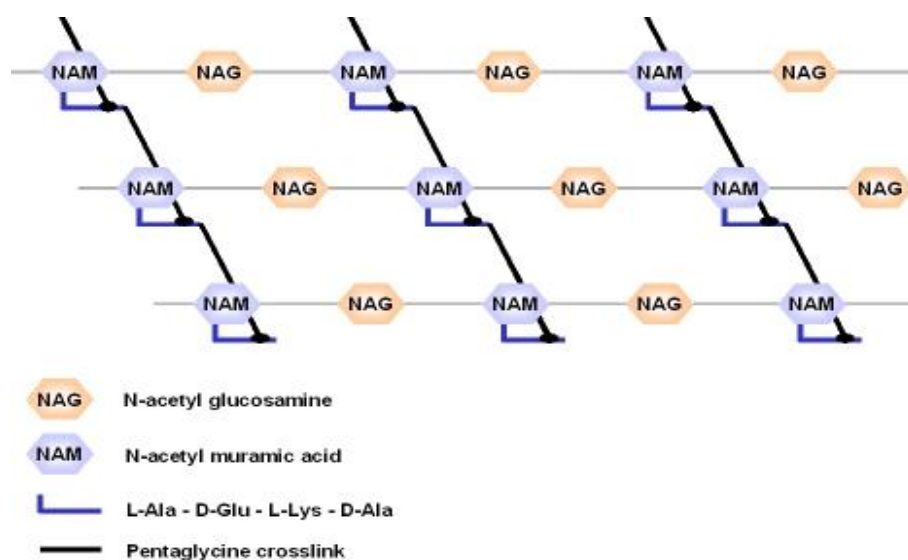 NAM NAG NAM NAG NAM NAG
NAM NAG NAM NAG NAM NAG
NAM NAG NAM NAG NAM
NAG N-acetyl glucosamine
NAM N-acetyl muramic acid
L-Ala - D-Glu - L-Lys - D-Ala
Pentaglycine crosslink